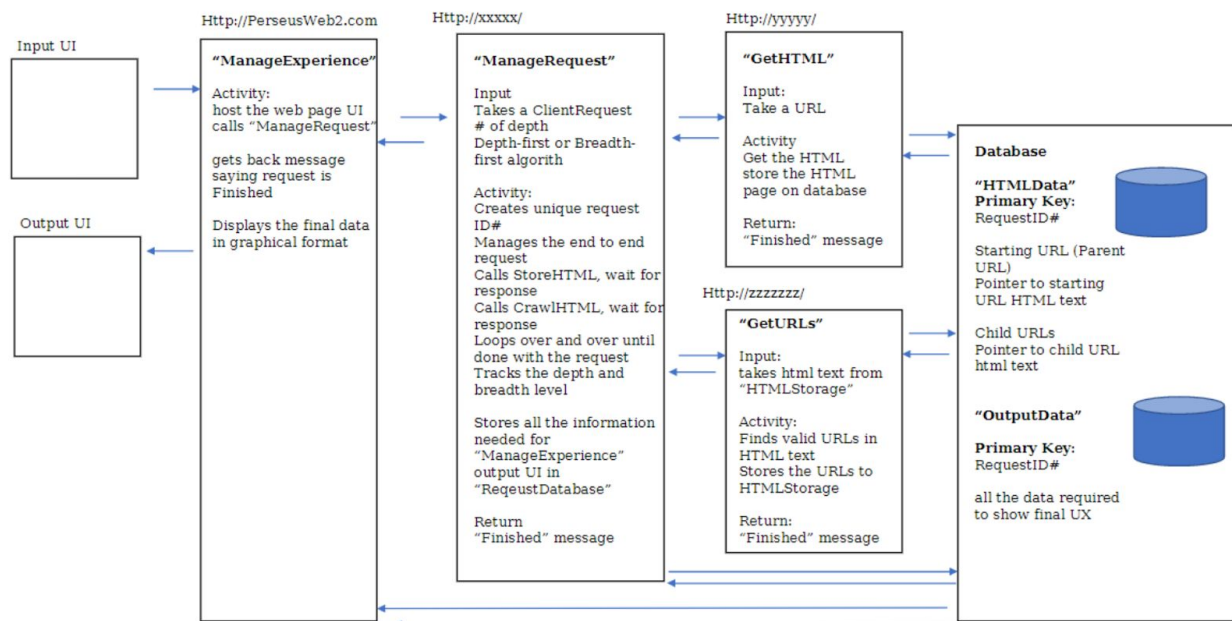 Http://PerseusWeb2.com
Http://xxxxx/
Http://yyyyy/
Input UI
Output UI
“ManageExperience”
Activity:
host the web page UI
calls “ManageRequest”
gets back message
saying request is
Finished
Displays the final data
in graphical format
“ManageRequest”
Input
Takes a ClientRequest
# of depth
Depth-first or Breadth-
first algorith
Activity:
Creates unique request
ID#
Manages the end to end
request
Calls StoreHTML, wait for
response
Calls CrawlHTML, wait for
response
Loops over and over until
done with the request
Tracks the depth and
breadth level
Stores all the information
needed for
“ManageExperience”
output UI in
“ReqeustDatabase”
Return
“Finished” message
“GetHTML”
Input:
Take a URL
Activity
Get the HTML
store the HTML
page on database
Return:
“Finished” message
Http://zzzzzzz/
“GetURLs”
Input:
takes html text from
“HTMLStorage”
Activity:
Finds valid URLs in
HTML text
Stores the URLs to
HTMLStorage
Return:
“Finished” message
Database
“HTMLData”
Primary Key:
RequestID#
Starting URL (Parent
URL)
Pointer to starting
URL HTML text
Child URLs
Pointer to child URL
html text
“OutputData”
Primary Key:
RequestID#
all the data required
to show final UX